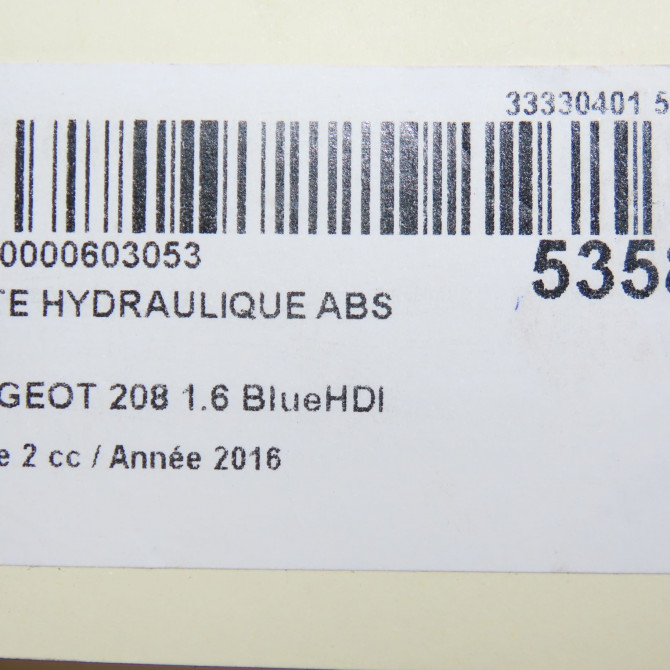 33330401 5
0000603053
5358
TE HYDRAULIQUE ABS
GEOT 208 1.6 BlueHDI
e 2 cc / Année 2016